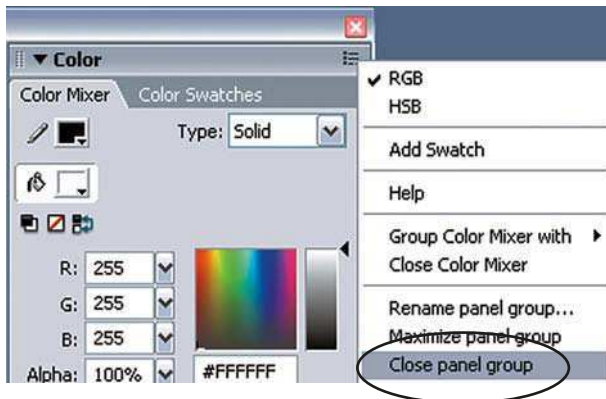 Color
Color Mixer Color Swatches
Type: Solid
R: 255
G: 255
B: 255
Alpha: 100% #FFFFFF
RGB
HSB
Add Swatch
Help
Group Color Mixer with
Close Color Mixer
Rename panel group...
Maximize panel group
Close panel group